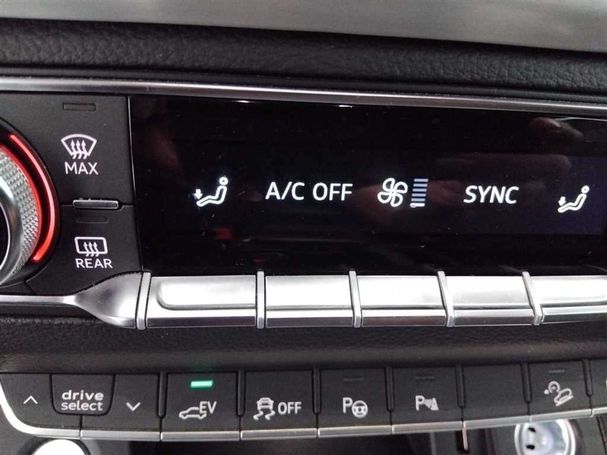 MAX
A/C OFF
SYNC
REAR
drive
select
EV
OFF
P
P